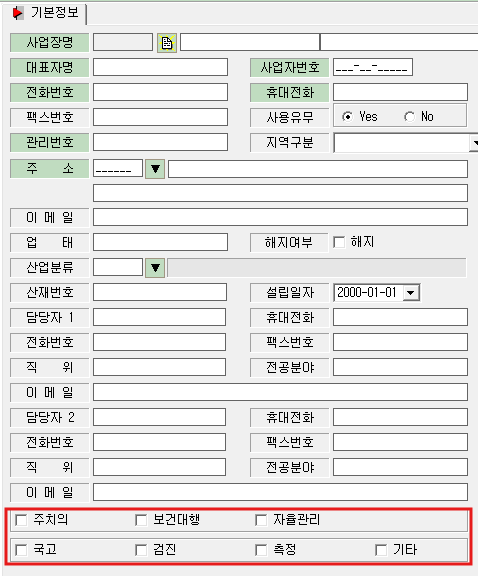 기본정보
사업장명
대표자명 사업자번호 ___-__-_____
전화번호 휴대전화
팩스번호 사용유무 Yes No
관리번호 지역구분
주 소 ______
이 메 일
업 태 해지여부 해지
산업분류
산재번호 설립일자 2000-01-01
담당자 1 휴대전화
전화번호 팩스번호
직 위 전공분야
이 메 일
담당자 2 휴대전화
전화번호 팩스번호
직 위 전공분야
이 메 일
주치의 보건대행 자율관리
국고 검진 측정 기타